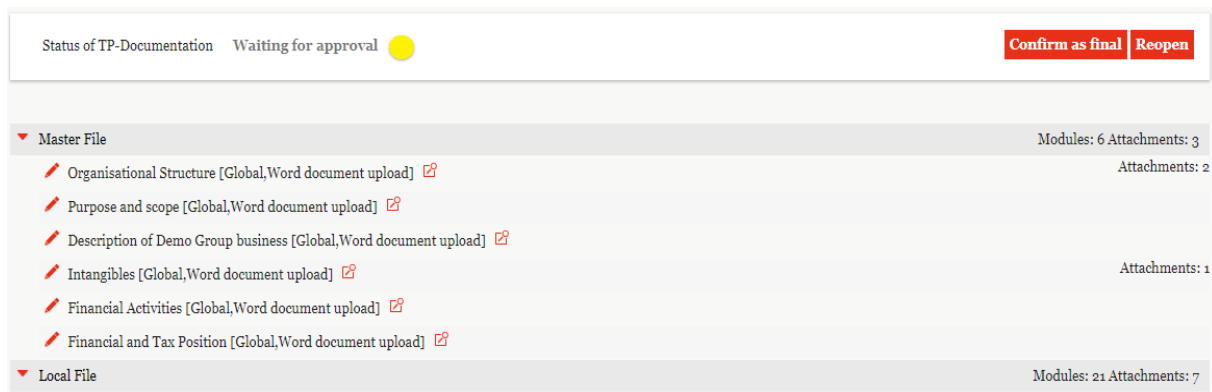 Status of TP-Documentation Waiting for approval Confirm as final Reopen
Master File Modules: 6 Attachments: 3
Organisational Structure [Global,Word document upload] Attachments: 2
Purpose and scope [Global,Word document upload]
Description of Demo Group business [Global,Word document upload]
Intangibles [Global,Word document upload] Attachments: 1
Financial Activities [Global,Word document upload]
Financial and Tax Position [Global,Word document upload]
Local File Modules: 21 Attachments: 7